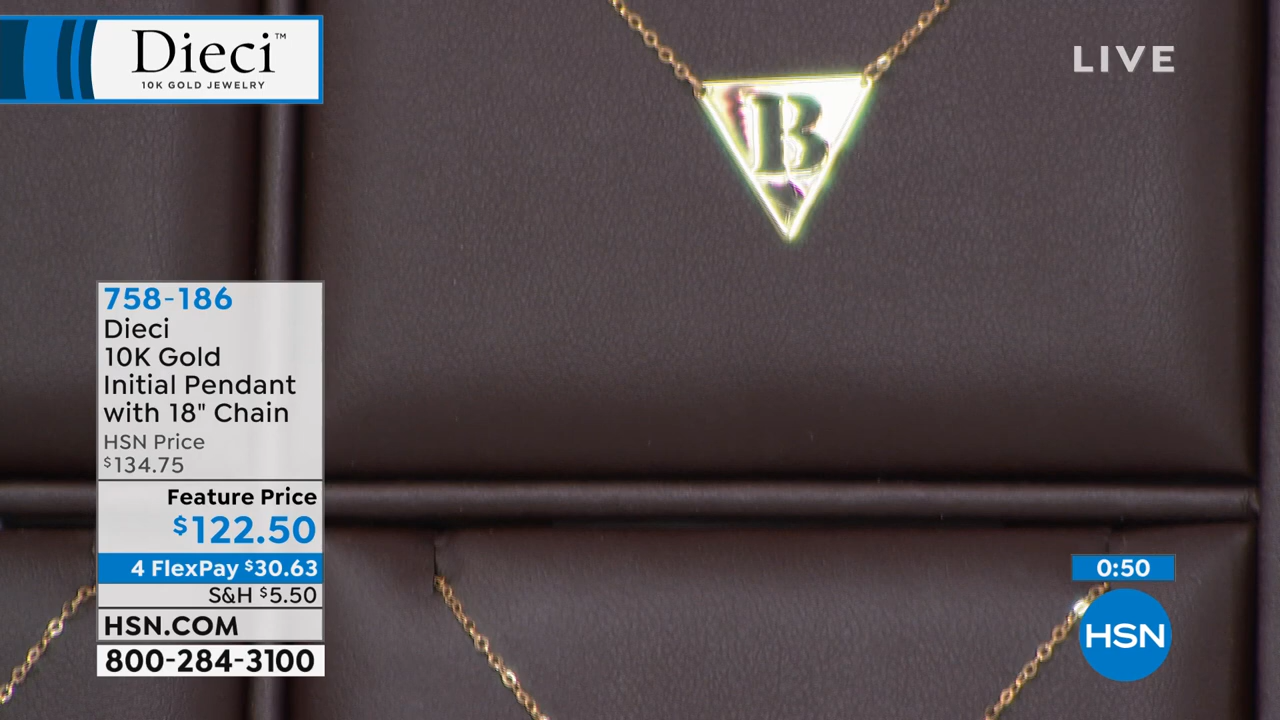 Dieci™
10K GOLD JEWELRY
LIVE
B
758-186
Dieci
10K Gold
Initial Pendant
with 18" Chain
HSN Price
$134.75
Feature Price
$122.50
4 FlexPay $30.63
S&H $5.50
HSN.COM
800-284-3100
0:50
HSN